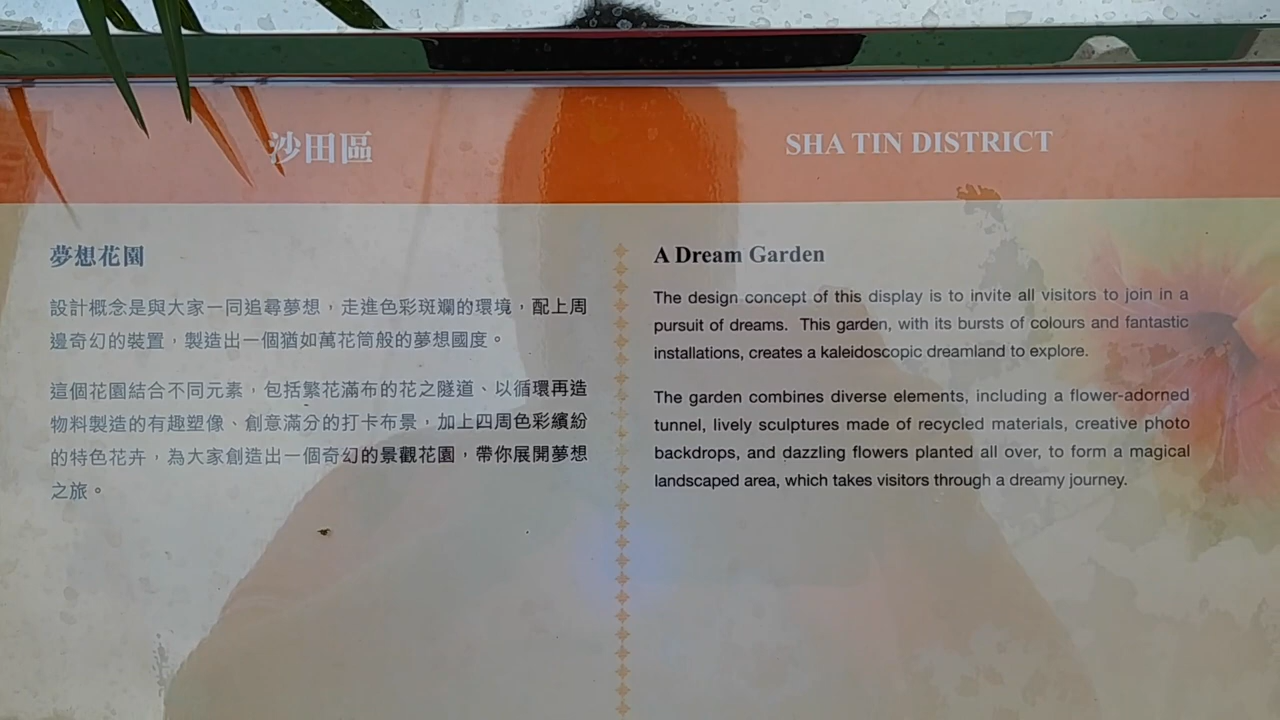 沙田區
SHA TIN DISTRICT
夢想花園
設計概念是與大家一同追尋夢想，走進色彩斑斕的環境，配上周
邊奇幻的裝置，製造出一個猶如萬花筒般的夢想國度。
這個花園結合不同元素，包括繁花滿布的花之隧道、以循環再造
物料製造的有趣塑像、創意滿分的打卡布景，加上四周色彩繽紛
的特色花卉，為大家創造出一個奇幻的景觀花園，帶你展開夢想
之旅。
A Dream Garden
The design concept of this display is to invite all visitors to join in a
pursuit of dreams. This garden, with its bursts of colours and fantastic
installations, creates a kaleidoscopic dreamland to explore.
The garden combines diverse elements, including a flower-adorned
tunnel, lively sculptures made of recycled materials, creative photo
backdrops, and dazzling flowers planted all over, to form a magical
landscaped area, which takes visitors through a dreamy journey.